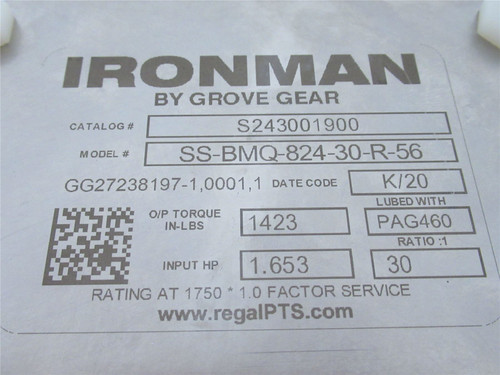 IRONMAN
BY GROVE GEAR
CATALOG # S243001900
MODEL # SS-BMQ-824-30-R-56
GG27238197-1,0001,1 DATE CODE K/20
O/P TORQUE IN-LBS 1423 LUBED WITH PAG460
INPUT HP 1.653 RATIO :1 30
RATING AT 1750 * 1.0 FACTOR SERVICE
www.regalPTS.com